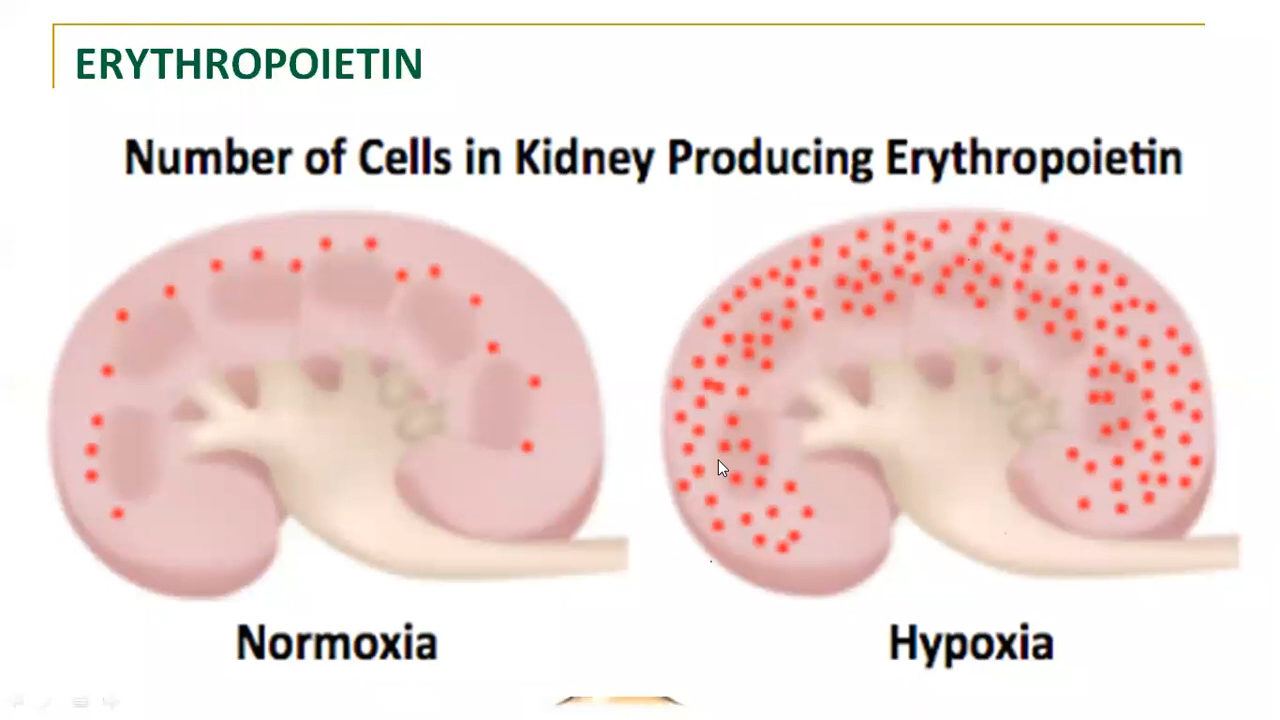 ERYTHROPOIETIN
Number of Cells in Kidney Producing Erythropoietin
Normoxia
Hypoxia